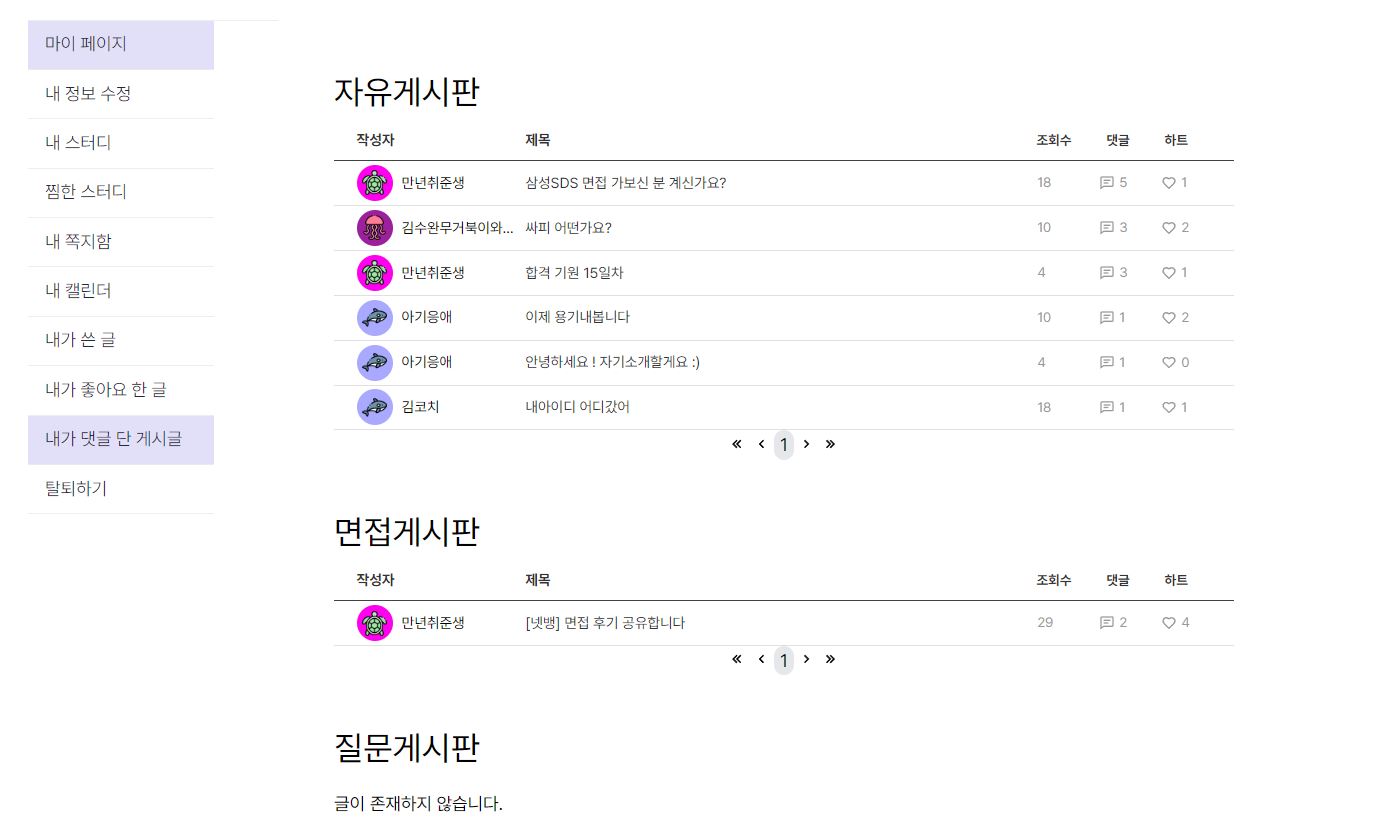 마이 페이지
내 정보 수정
내 스터디
찜한 스터디
내 쪽지함
내 캘린더
내가 쓴 글
내가 좋아요 한 글
내가 댓글 단 게시글
탈퇴하기
자유게시판
작성자 제목 조회수 댓글 하트
만년취준생 삼성SDS 면접 가보신 분 계신가요? 18 5 1
김수완무거북이와... 싸피 어떤가요? 10 3 2
만년취준생 합격 기원 15일차 4 3 1
아기응애 이제 용기내봅니다 10 1 2
아기응애 안녕하세요 ! 자기소개할게요 :) 4 1 0
김코치 내아이디 어디갔어 18 1 1
« ‹ 1 › »
면접게시판
작성자 제목 조회수 댓글 하트
만년취준생 [넷뱅] 면접 후기 공유합니다 29 2 4
« ‹ 1 › »
질문게시판
글이 존재하지 않습니다.